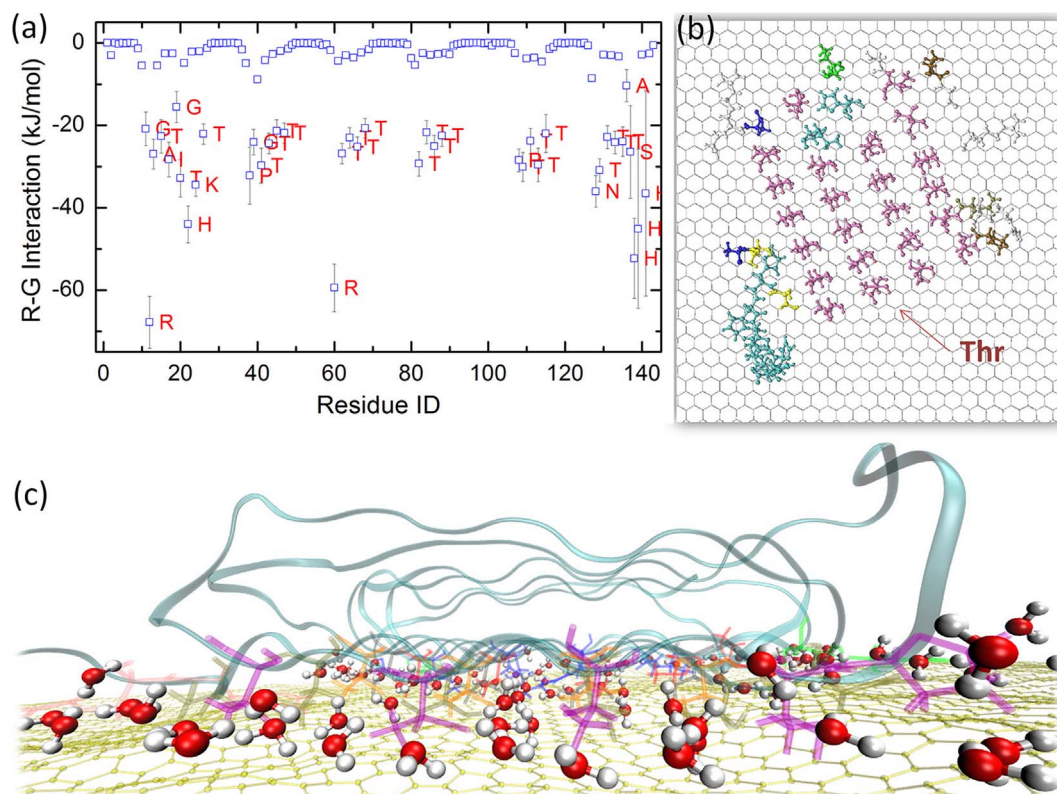 (a)
0
-20
-40
-60
R-G Interaction (kJ/mol)
0 20 40 60 80 100 120 140
Residue ID
G
T
G
A
I
T
K
H
R
T
G
T
T
T
P
T
R
T
T
T
T
T
T
T
T
P
T
T
T
N
T
T
A
S
H
H
(b)
Thr
(c)